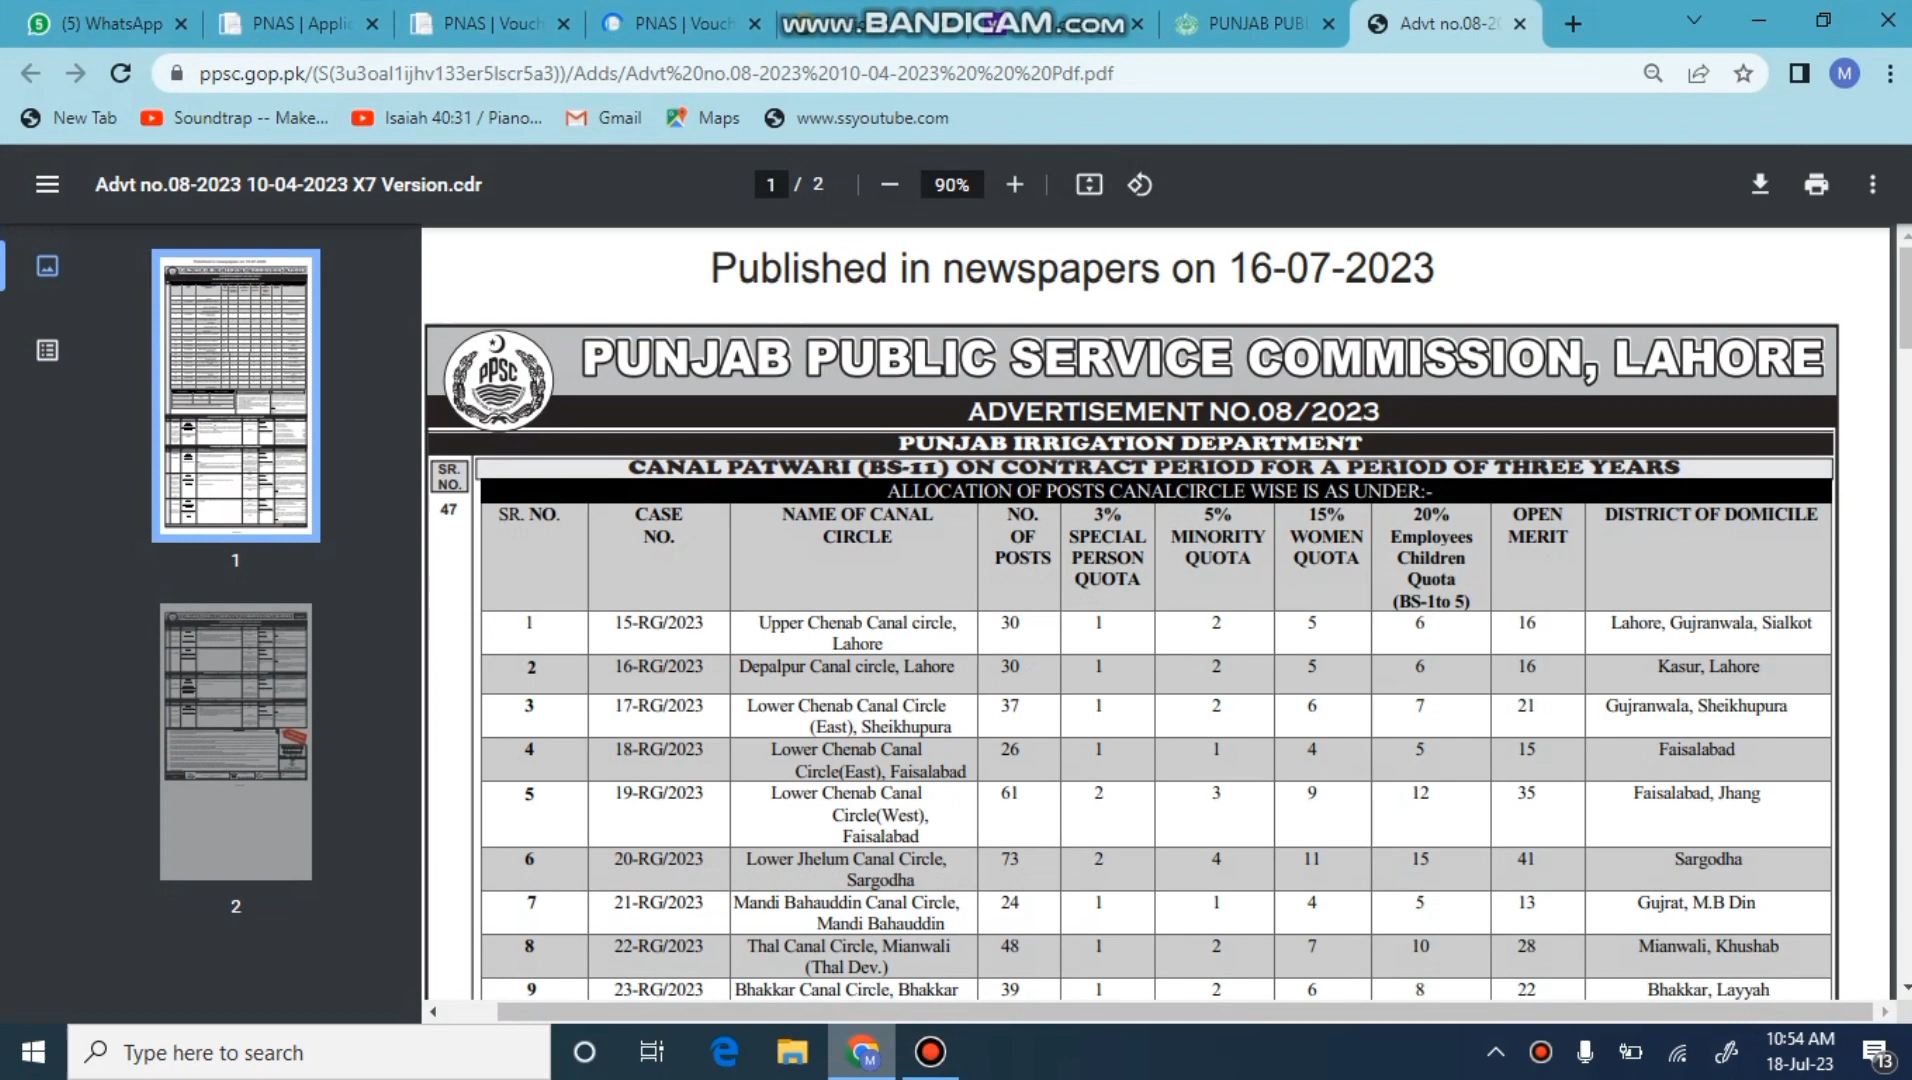 (5) WhatsApp
PNAS | Applic
PNAS | Vouch
PNAS | Vouch
www.BANDICAM.com
PUNJAB PUBL
Advt no.08-20
ppsc.gop.pk/(S(3u3oal1ijhv133er5lscr5a3))/Adds/Advt%20no.08-2023%2010-04-2023%20%20%20Pdf.pdf
M
New Tab
Soundtrap -- Make...
Isaiah 40:31 / Piano...
Gmail
Maps
www.ssyoutube.com
Advt no.08-2023 10-04-2023 X7 Version.cdr
1 / 2
90%
1
2
Published in newspapers on 16-07-2023
PPSC
PUNJAB PUBLIC SERVICE COMMISSION, LAHORE
ADVERTISEMENT NO.08/2023
PUNJAB IRRIGATION DEPARTMENT
SR. NO.
CANAL PATWARI (BS-11) ON CONTRACT PERIOD FOR A PERIOD OF THREE YEARS
ALLOCATION OF POSTS CANALCIRCLE WISE IS AS UNDER:-
47
SR. NO. CASE NO. NAME OF CANAL CIRCLE NO. OF POSTS 3% SPECIAL PERSON QUOTA 5% MINORITY QUOTA 15% WOMEN QUOTA 20% Employees Children Quota (BS-1to 5) OPEN MERIT DISTRICT OF DOMICILE
1 15-RG/2023 Upper Chenab Canal circle, Lahore 30 1 2 5 6 16 Lahore, Gujranwala, Sialkot
2 16-RG/2023 Depalpur Canal circle, Lahore 30 1 2 5 6 16 Kasur, Lahore
3 17-RG/2023 Lower Chenab Canal Circle (East), Sheikhupura 37 1 2 6 7 21 Gujranwala, Sheikhupura
4 18-RG/2023 Lower Chenab Canal Circle(East), Faisalabad 26 1 1 4 5 15 Faisalabad
5 19-RG/2023 Lower Chenab Canal Circle(West), Faisalabad 61 2 3 9 12 35 Faisalabad, Jhang
6 20-RG/2023 Lower Jhelum Canal Circle, Sargodha 73 2 4 11 15 41 Sargodha
7 21-RG/2023 Mandi Bahauddin Canal Circle, Mandi Bahauddin 24 1 1 4 5 13 Gujrat, M.B Din
8 22-RG/2023 Thal Canal Circle, Mianwali (Thal Dev.) 48 1 2 7 10 28 Mianwali, Khushab
9 23-RG/2023 Bhakkar Canal Circle, Bhakkar 39 1 2 6 8 22 Bhakkar, Layyah
Type here to search
M
10:54 AM
18-Jul-23
13